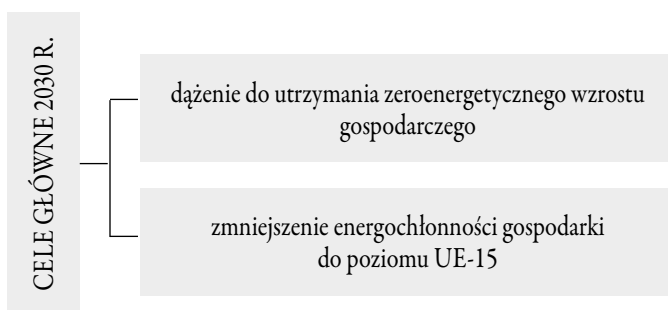 CELE GŁÓWNE 2030 R.
dążenie do utrzymania zeroenergetycznego wzrostu
gospodarczego
zmniejszenie energochłonności gospodarki
do poziomu UE-15